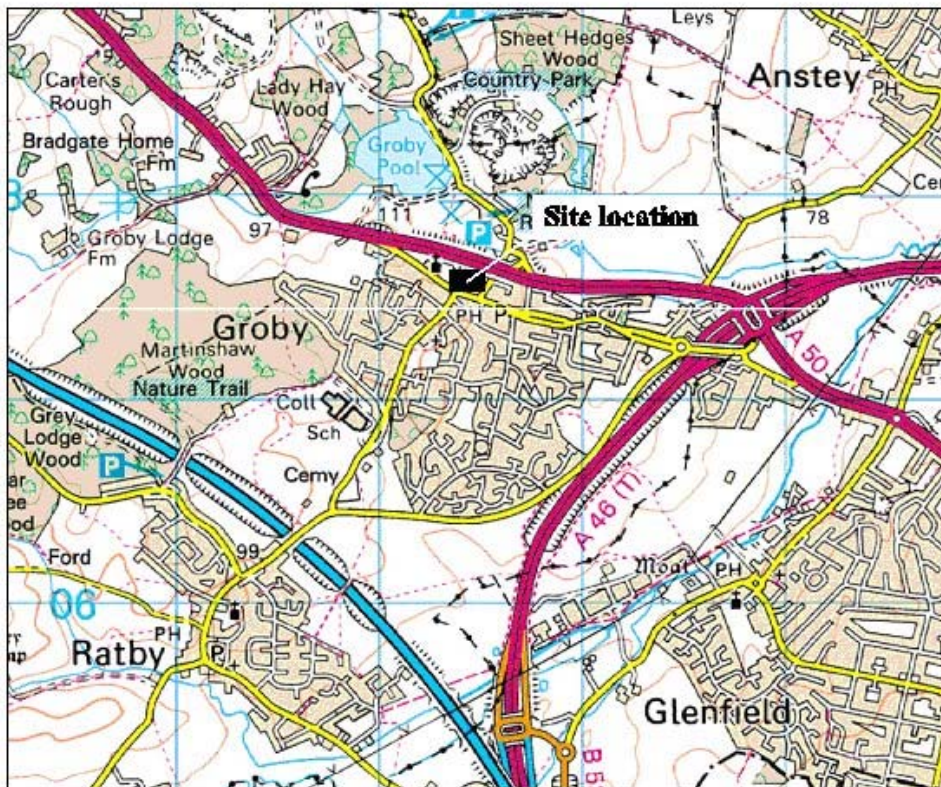 Leys
Sheet Hedges
Wood
Country Park
Anstey
PH
Carter's
Rough
Lady Hay
Wood
Bradgate Home
Fm
Groby
Pool
111
97
P
R
Site location
78
Groby Lodge
Fm
PH
P
Groby
Martinshaw
Wood
Nature Trail
A 50
Coll
Sch
Grey
Lodge
Wood
P
Cemy
A 46 (T)
Ford
99
Moat
PH
06
PH
Ratby
P
Glenfield
B 5